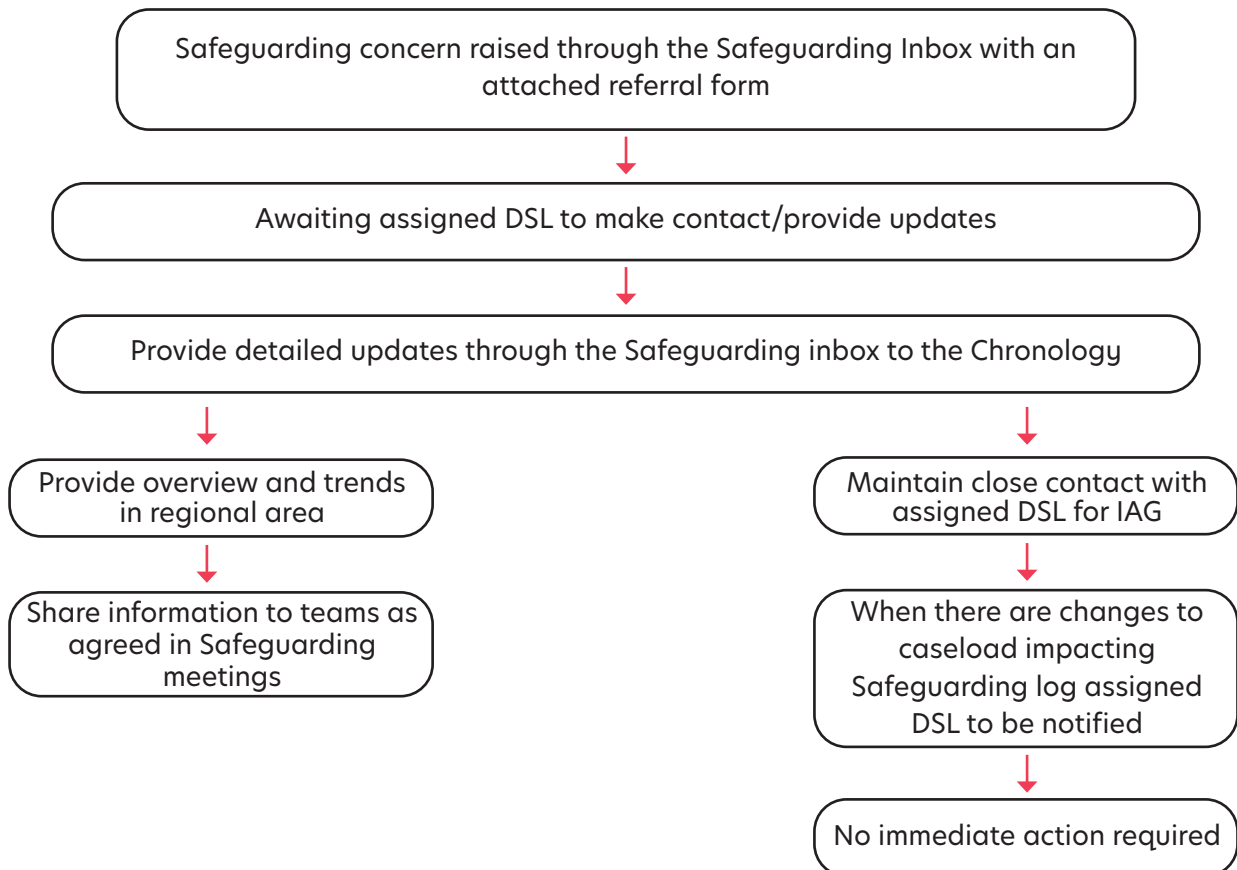 Safeguarding concern raised through the Safeguarding Inbox with an
attached referral form
Awaiting assigned DSL to make contact/provide updates
Provide detailed updates through the Safeguarding inbox to the Chronology
Provide overview and trends
in regional area
Share information to teams as
agreed in Safeguarding
meetings
Maintain close contact with
assigned DSL for IAG
When there are changes to
caseload impacting
Safeguarding log assigned
DSL to be notified
No immediate action required